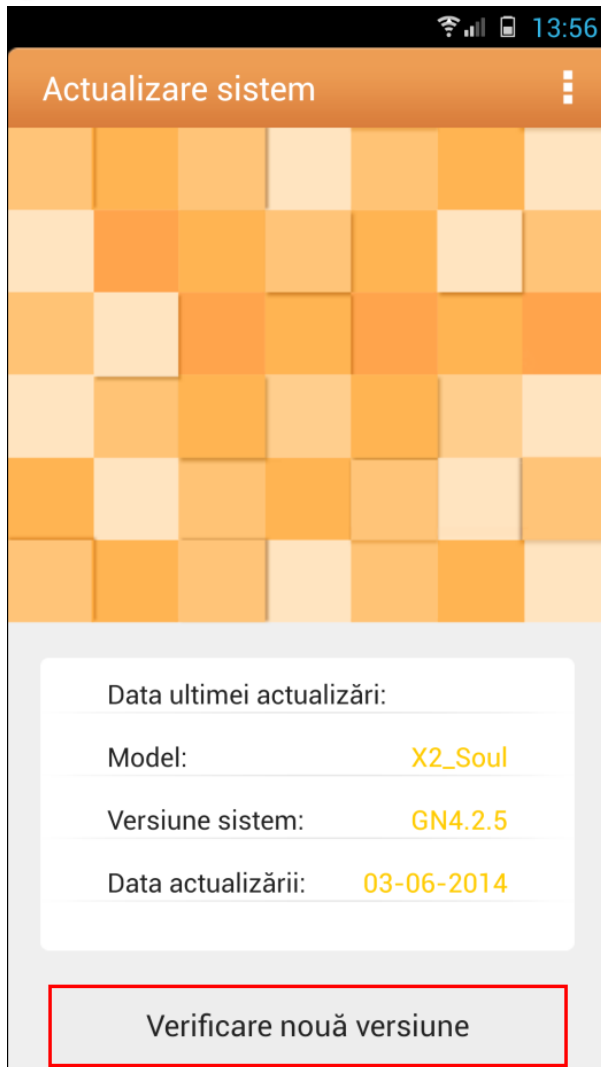 13:56
Actualizare sistem
Data ultimei actualizări:
Model: X2_Soul
Versiune sistem: GN4.2.5
Data actualizării: 03-06-2014
Verificare nouă versiune